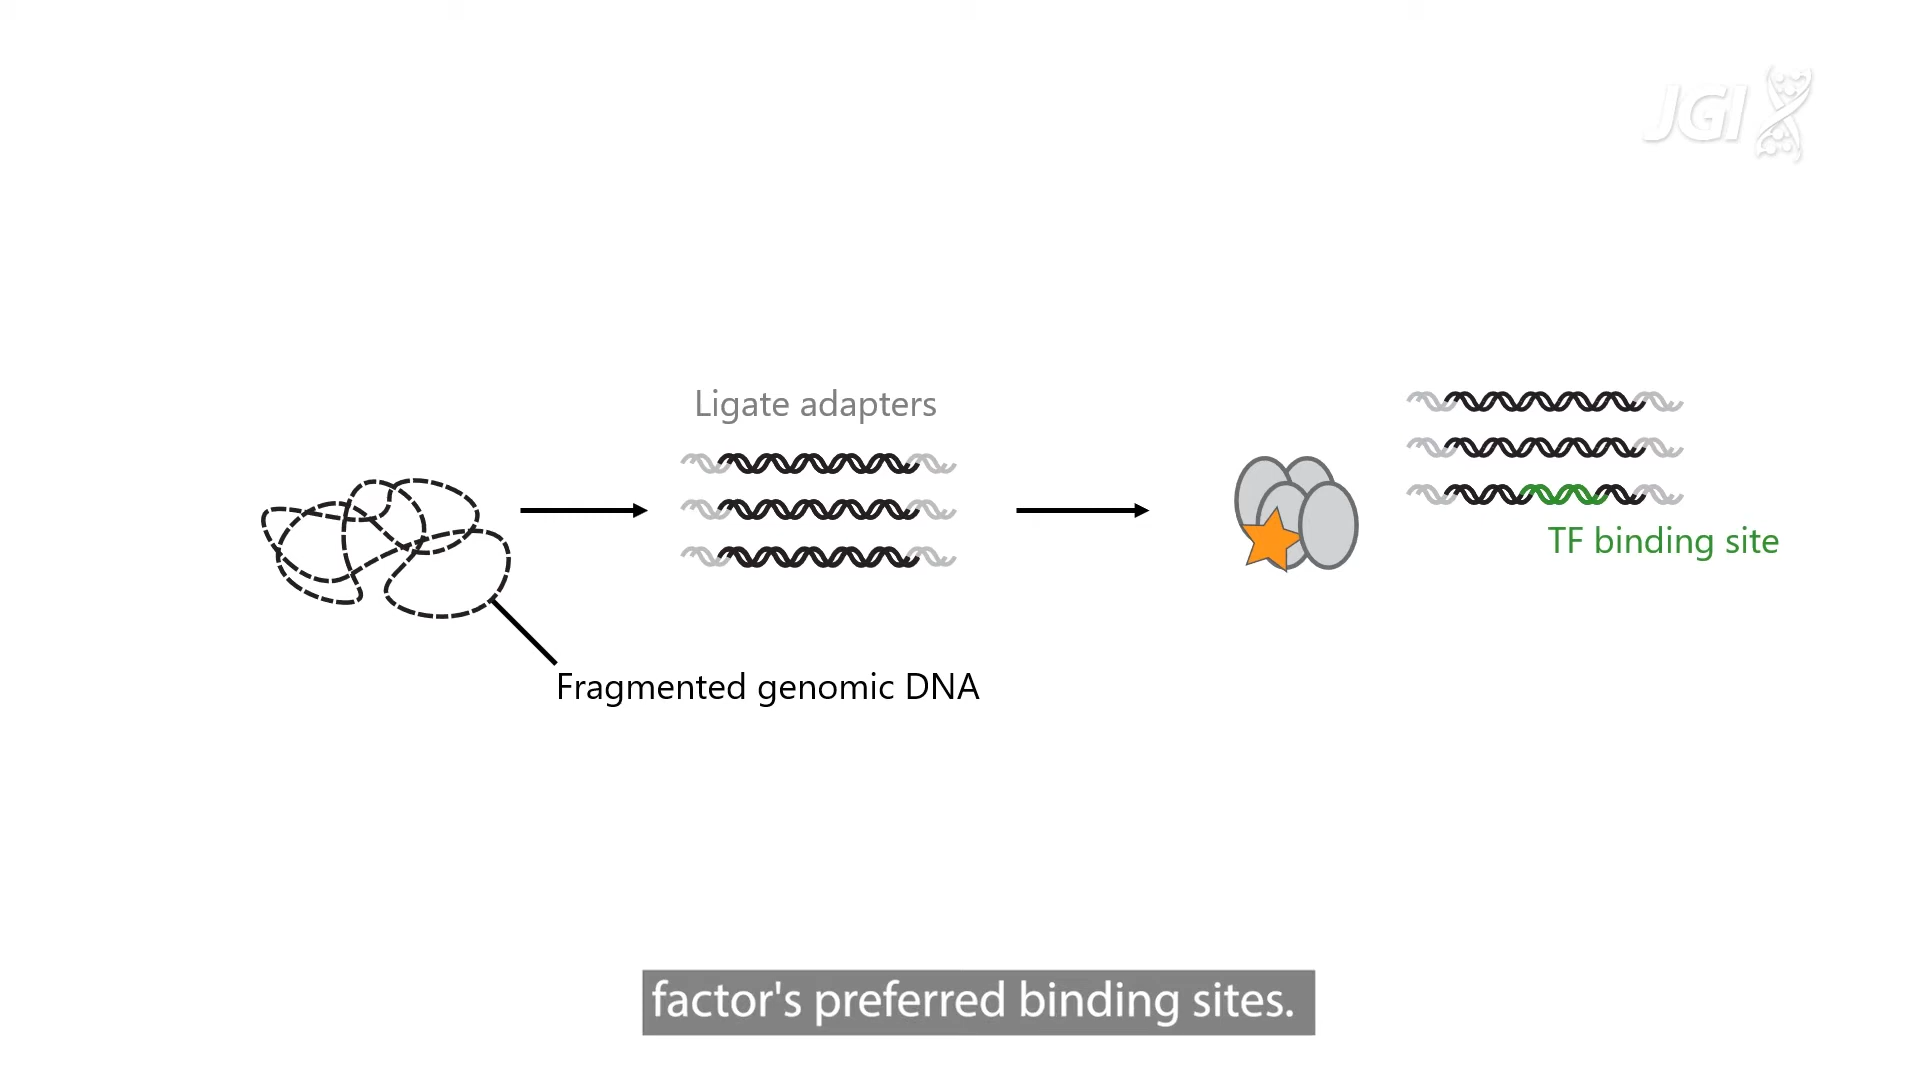 JGI
Ligate adapters
TF binding site
Fragmented genomic DNA
factor's preferred binding sites.